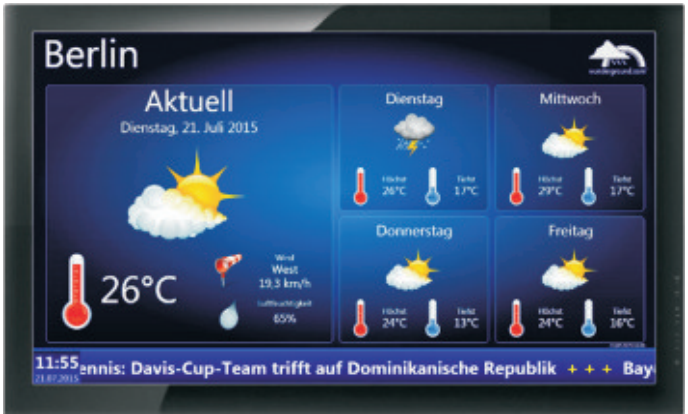 Berlin
wunderground.com
Aktuell
Dienstag, 21. Juli 2015
26°C
Wind
West
19,3 km/h
Luftfeuchtigkeit
65%
Dienstag
Höchst
26°C
Tiefst
17°C
Mittwoch
Höchst
29°C
Tiefst
17°C
Donnerstag
Höchst
24°C
Tiefst
13°C
Freitag
Höchst
24°C
Tiefst
16°C
11:55
21.07.2015
ennis: Davis-Cup-Team trifft auf Dominikanische Republik + + + Bay